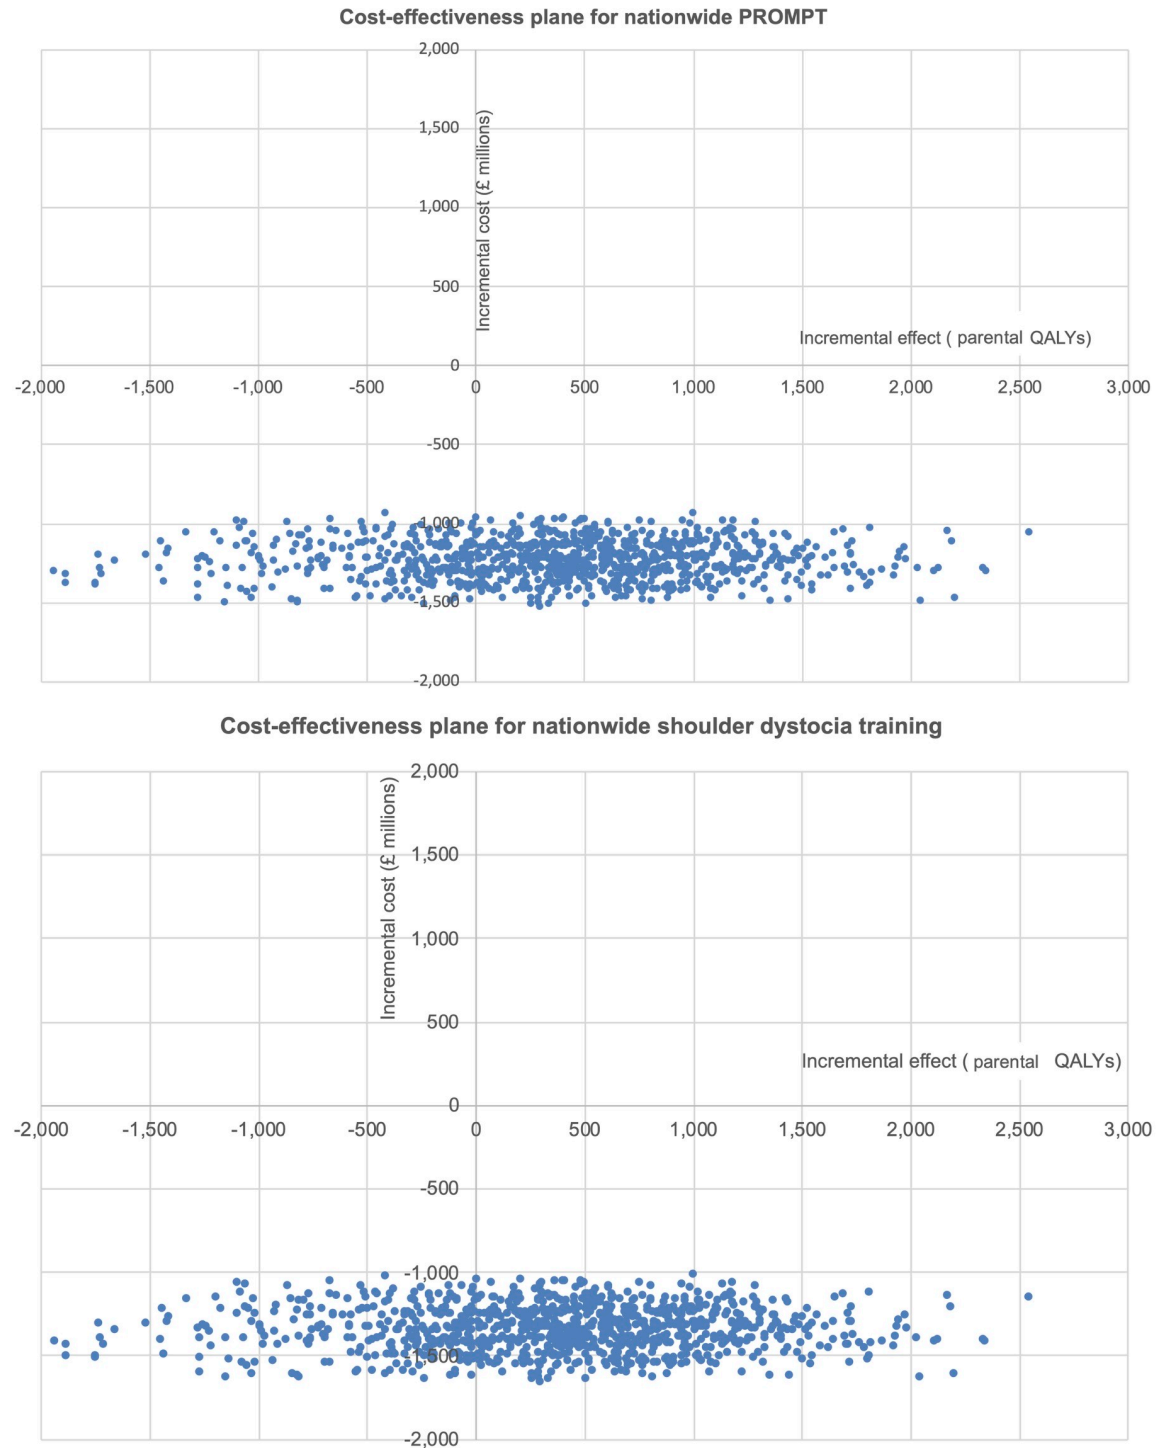 Cost-effectiveness plane for nationwide PROMPT
2,000
1,500
1,000
500
0
Incremental cost (£ millions)
Incremental effect ( parental QALYs)
-2,000 -1,500 -1,000 -500 0 500 1,000 1,500 2,000 2,500 3,000
-500
-1,000
-1,500
-2,000
Cost-effectiveness plane for nationwide shoulder dystocia training
2,000
1,500
1,000
500
0
Incremental cost (£ millions)
Incremental effect ( parental QALYs)
-2,000 -1,500 -1,000 -500 0 500 1,000 1,500 2,000 2,500 3,000
-500
-1,000
-1,500
-2,000